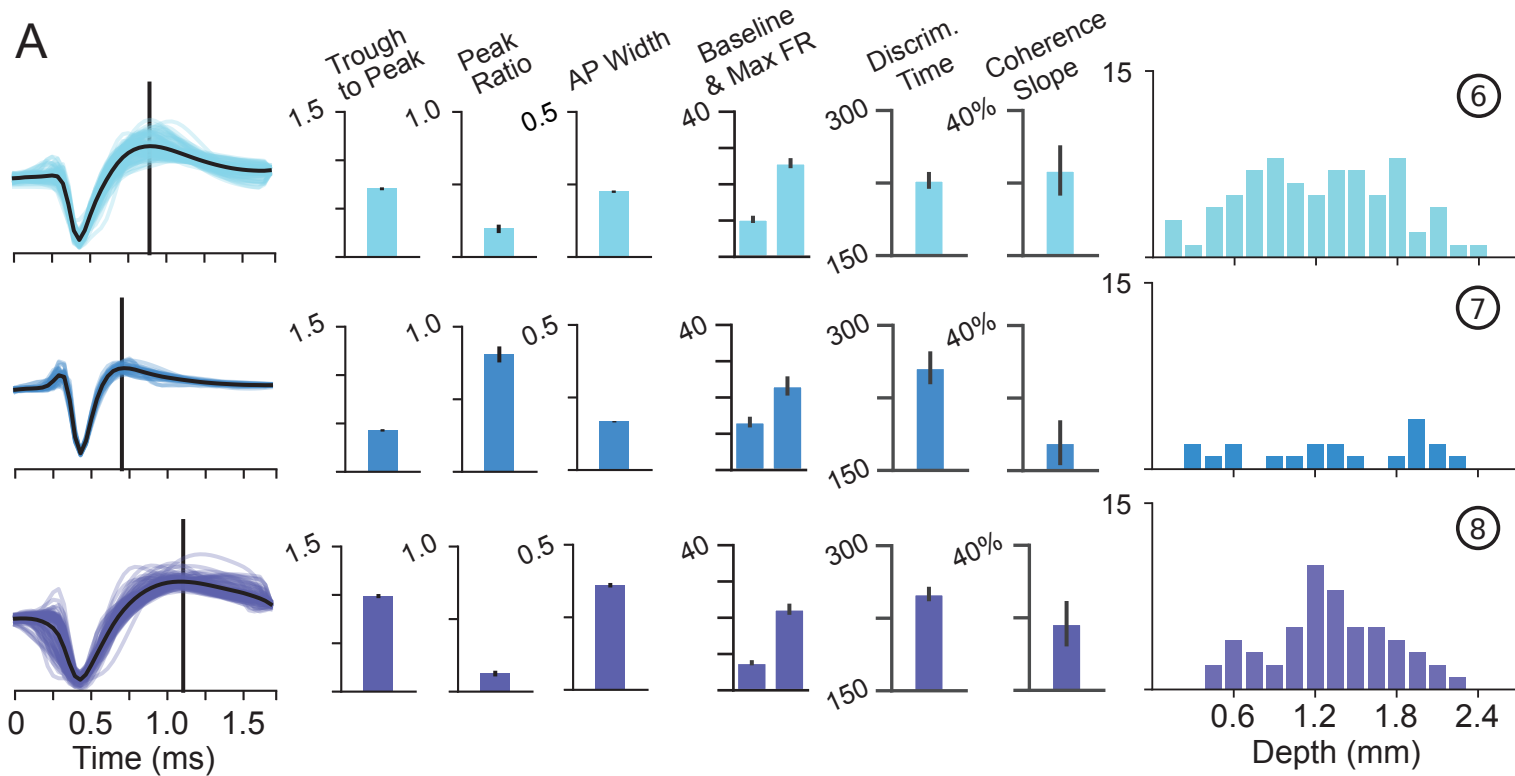 A
Trough
to Peak
Peak
Ratio
AP Width
Baseline
& Max FR
Discrim.
Time
Coherence
Slope
1.5
1.0
0.5
40
300
150
40%
15
6
1.5
1.0
0.5
40
300
150
40%
15
7
1.5
1.0
0.5
40
300
150
40%
15
8
0 0.5 1.0 1.5
Time (ms)
0.6 1.2 1.8 2.4
Depth (mm)